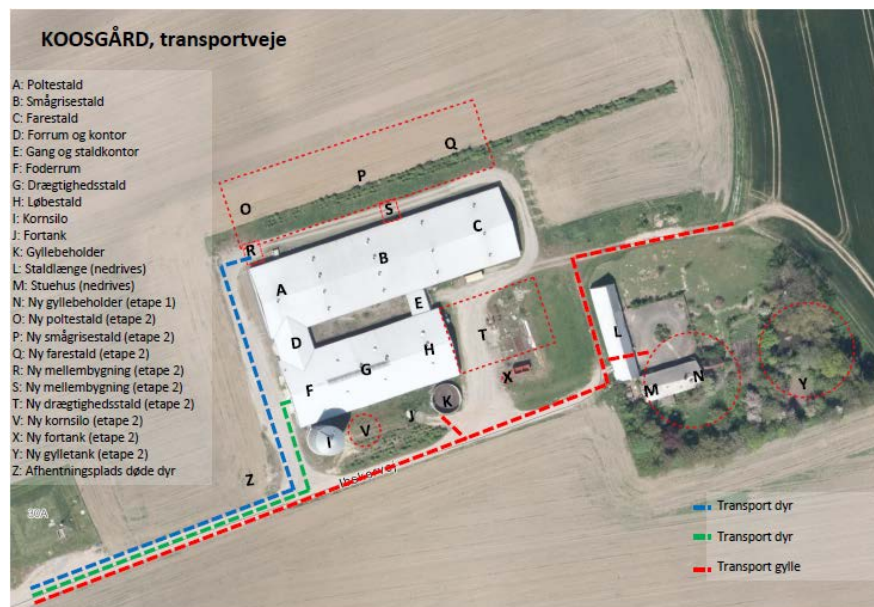 KOOSGÅRD, transportveje
A: Poltestald
B: Smågrisestald
C: Farestald
D: Forrum og kontor
E: Gang og staldkontor
F: Foderrum
G: Drægtighedsstald
H: Løbestald
I: Kornsilo
J: Fortank
K: Gyllebeholder
L: Staldlænge (nedrives)
M: Stuehus (nedrives)
N: Ny gyllebeholder (etape 1)
O: Ny poltestald (etape 2)
P: Ny smågrisestald (etape 2)
Q: Ny farestald (etape 2)
R: Ny mellembygning (etape 2)
S: Ny mellembygning (etape 2)
T: Ny drægtighedsstald (etape 2)
V: Ny kornsilo (etape 2)
X: Ny fortank (etape 2)
Y: Ny gylletank (etape 2)
Z: Afhentningsplads døde dyr
Q
P
O
S
R
C
B
A
E
D
T
H
G
F
L
X
M
N
Y
K
J
V
I
Z
Ibskervej
30A
Transport dyr
Transport dyr
Transport gylle